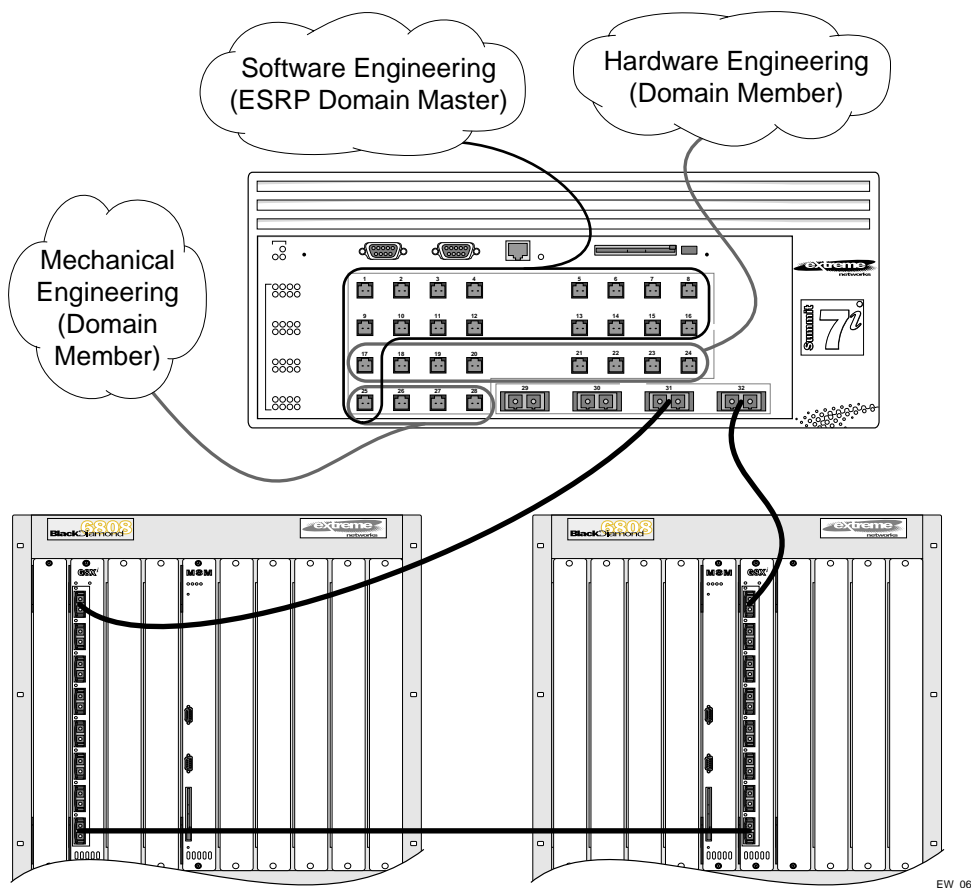 Software Engineering
(ESRP Domain Master)
Hardware Engineering
(Domain Member)
Mechanical
Engineering
(Domain
Member)
extreme
networks
Summit
7i
1 2 3 4 5 6 7 8
9 10 11 12 13 14 15 16
17 18 19 20 21 22 23 24
25 26 27 28 29 30 31 32
BlackDiamond 6808
extreme
networks
BlackDiamond 6808
extreme
networks
G8Xi
MSM
MSM
G8Xi
EW_06